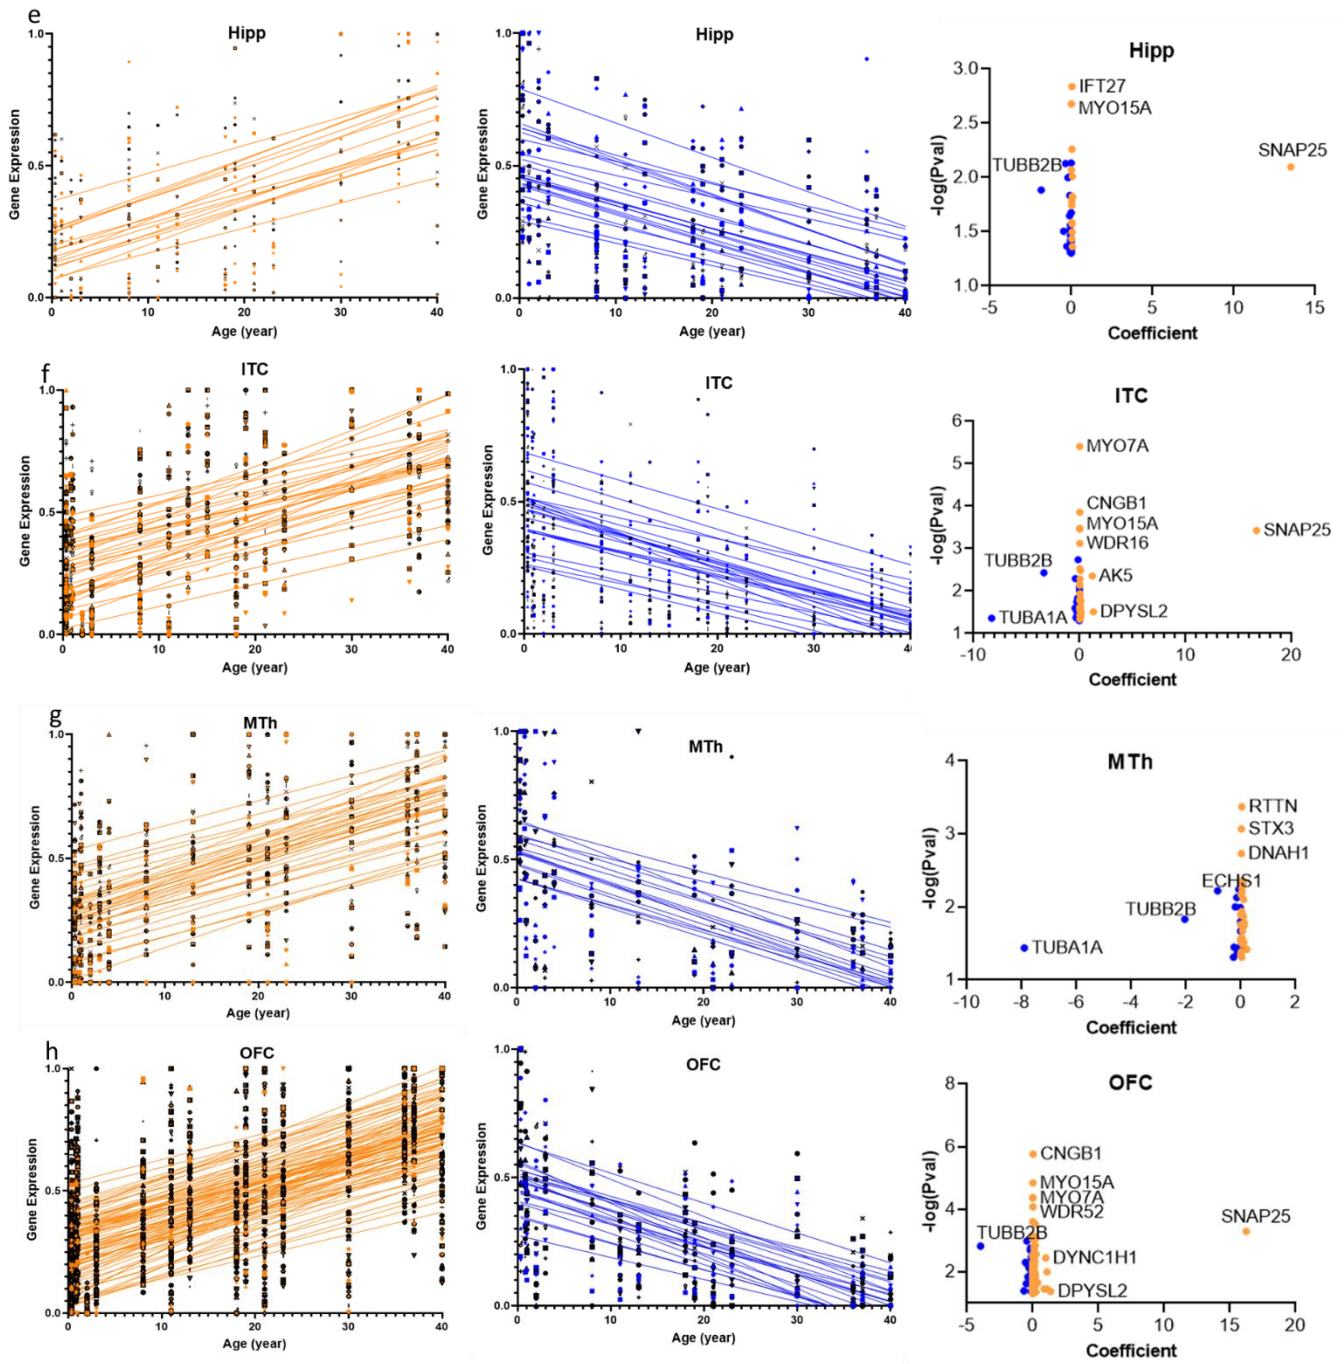 e
Hipp
1.0
0.5
0.0
Gene Expression
0 10 20 30 40
Age (year)
Hipp
1.0
0.5
0.0
Gene Expression
0 10 20 30 40
Age (year)
Hipp
3.0
2.5
2.0
1.5
1.0
-log(Pval)
IFT27
MYO15A
SNAP25
TUBB2B
-5 0 5 10 15
Coefficient
f
ITC
1.0
0.5
0.0
Gene Expression
0 10 20 30 40
Age (year)
ITC
1.0
0.5
0.0
Gene Expression
0 10 20 30 40
Age (year)
ITC
6
5
4
3
2
1
-log(Pval)
MYO7A
CNGB1
MYO15A
SNAP25
WDR16
TUBB2B
AK5
DPYSL2
TUBA1A
-10 0 10 20
Coefficient
g
MTh
1.0
0.5
0.0
Gene Expression
0 10 20 30 40
Age (year)
MTh
1.0
0.5
0.0
Gene Expression
0 10 20 30 40
Age (year)
MTh
4
3
2
1
-log(Pval)
RTTN
STX3
DNAH1
ECHS1
TUBB2B
TUBA1A
-10 -8 -6 -4 -2 0 2
Coefficient
h
OFC
1.0
0.5
0.0
Gene Expression
0 10 20 30 40
Age (year)
OFC
1.0
0.5
0.0
Gene Expression
0 10 20 30 40
Age (year)
OFC
8
6
4
2
-log(Pval)
CNGB1
MYO15A
MYO7A
WDR52
SNAP25
TUBB2B
DYNC1H1
DPYSL2
-5 0 5 10 15 20
Coefficient